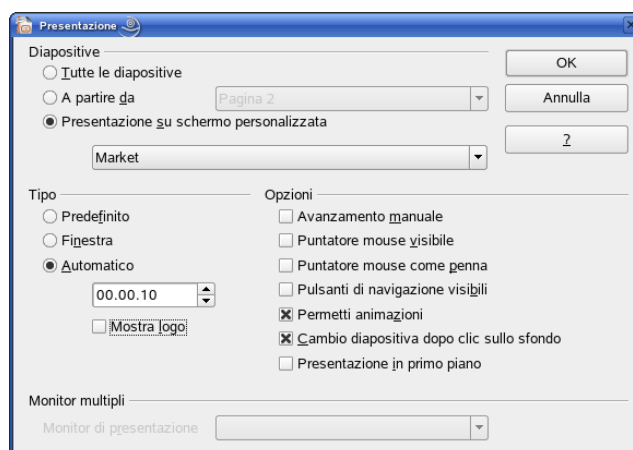 Presentazione
Diapositive
Tutte le diapositive
A partire da
Pagina 2
Presentazione su schermo personalizzata
Market
OK
Annulla
?
Tipo
Predefinito
Finestra
Automatico
00.00.10
Mostra logo
Opzioni
Avanzamento manuale
Puntatore mouse visibile
Puntatore mouse come penna
Pulsanti di navigazione visibili
Permetti animazioni
Cambio diapositiva dopo clic sullo sfondo
Presentazione in primo piano
Monitor multipli
Monitor di presentazione